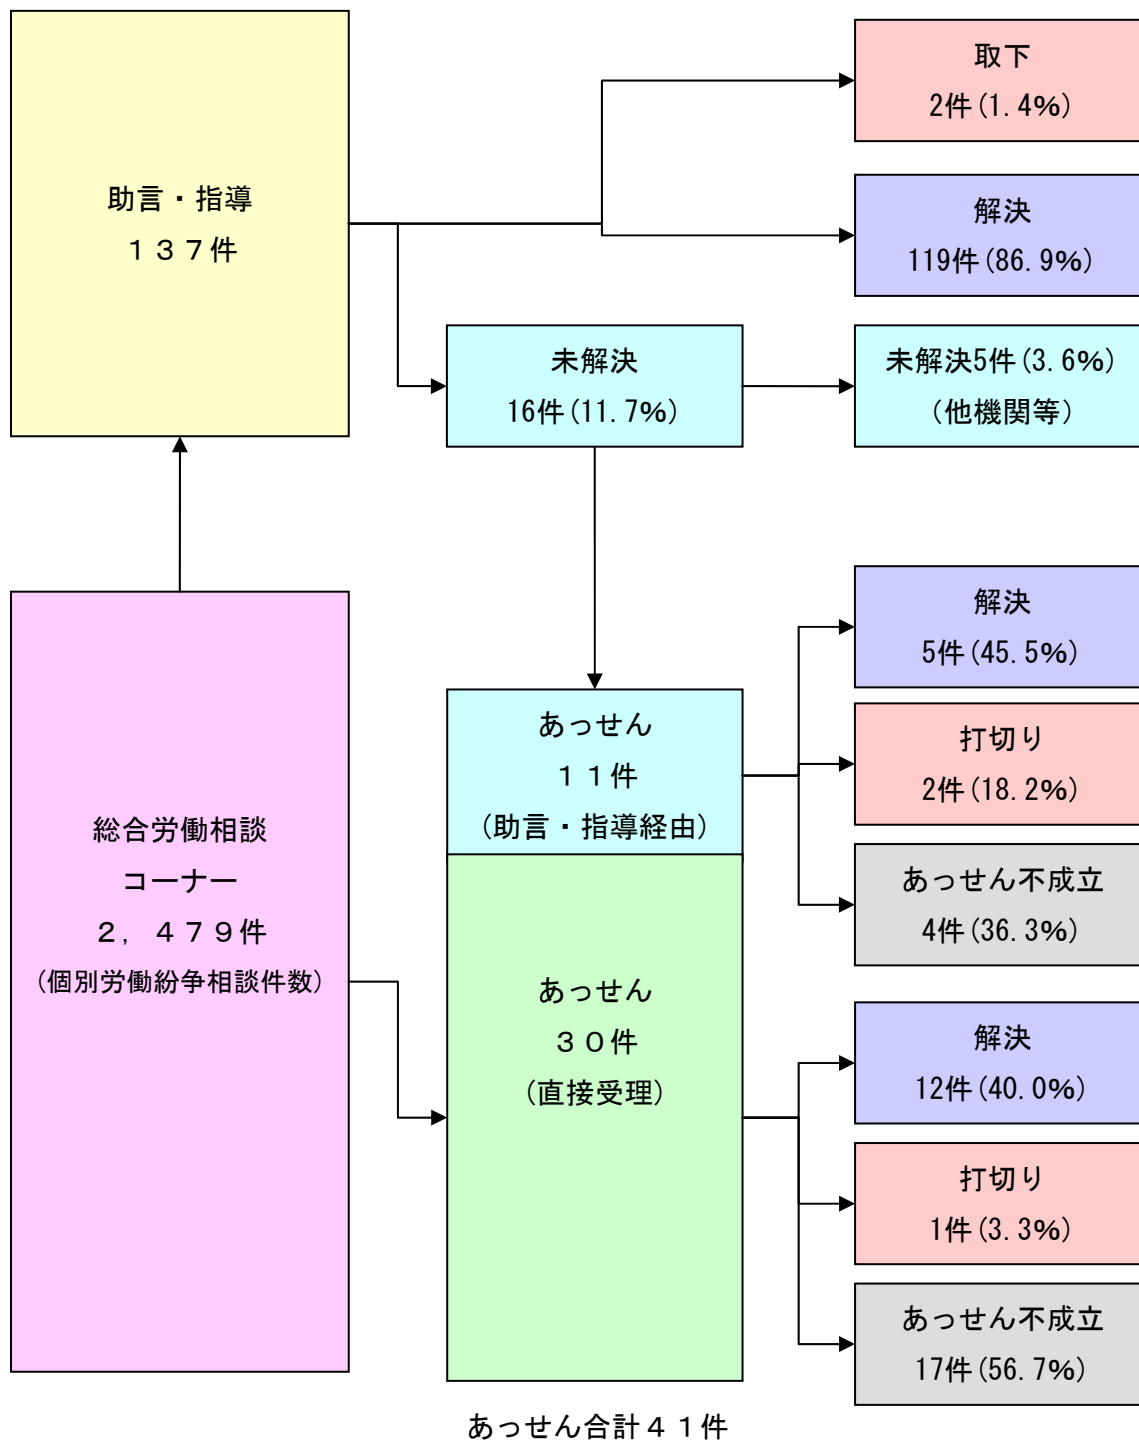 助言・指導
１３７件
取下
2件(1.4%)
解決
119件(86.9%)
未解決
16件(11.7%)
未解決5件(3.6%)
(他機関等)
総合労働相談
コーナー
２，４７９件
(個別労働紛争相談件数)
あっせん
１１件
(助言・指導経由)
解決
5件(45.5%)
打切り
2件(18.2%)
あっせん不成立
4件(36.3%)
あっせん
３０件
(直接受理)
解決
12件(40.0%)
打切り
1件(3.3%)
あっせん不成立
17件(56.7%)
あっせん合計４１件